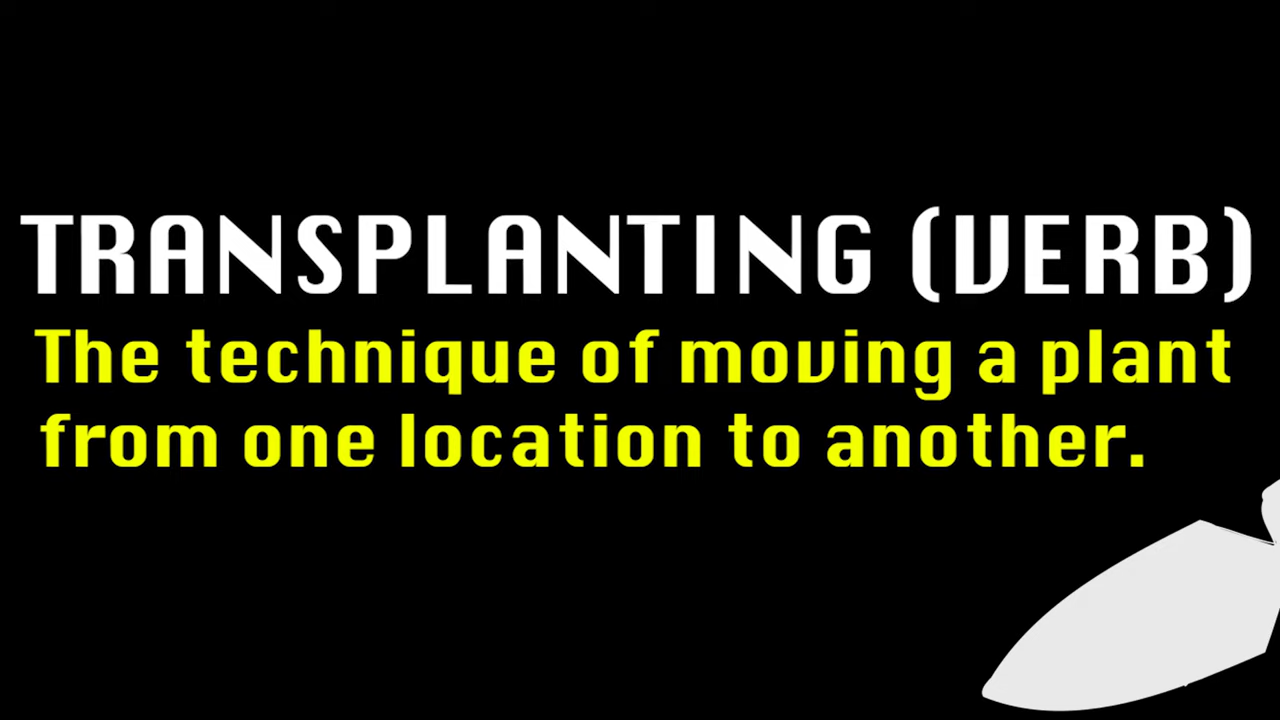 TRANSPLANTING (VERB)
The technique of moving a plant
from one location to another.